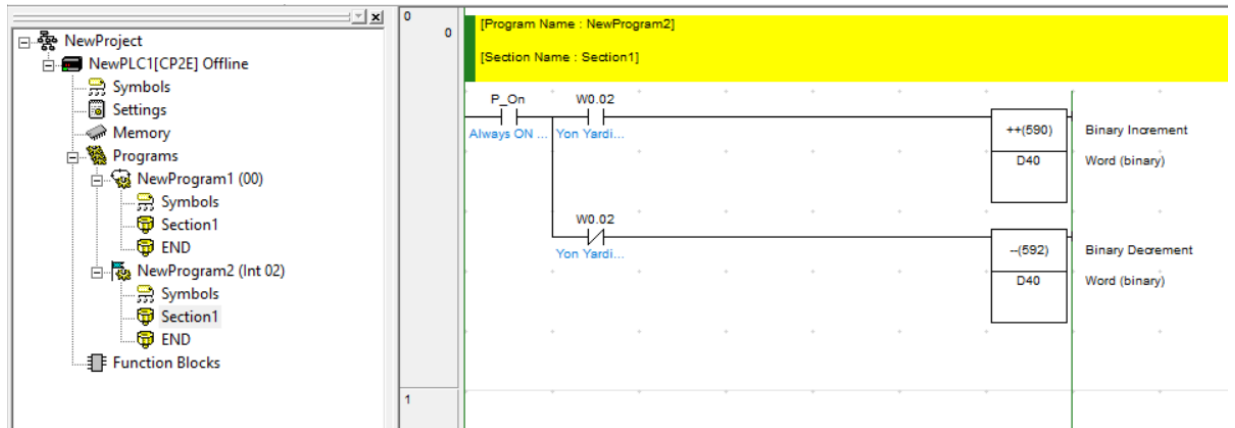 NewProject
NewPLC1[CP2E] Offline
Symbols
Settings
Memory
Programs
NewProgram1 (00)
Symbols
Section1
END
NewProgram2 (Int 02)
Symbols
Section1
END
Function Blocks
0
0
[Program Name : NewProgram2]
[Section Name : Section1]
P_On W0.02
Always ON ... Yon Yardi...
++(590) Binary Increment
D40 Word (binary)
W0.02
Yon Yardi...
--(592) Binary Decrement
D40 Word (binary)
1